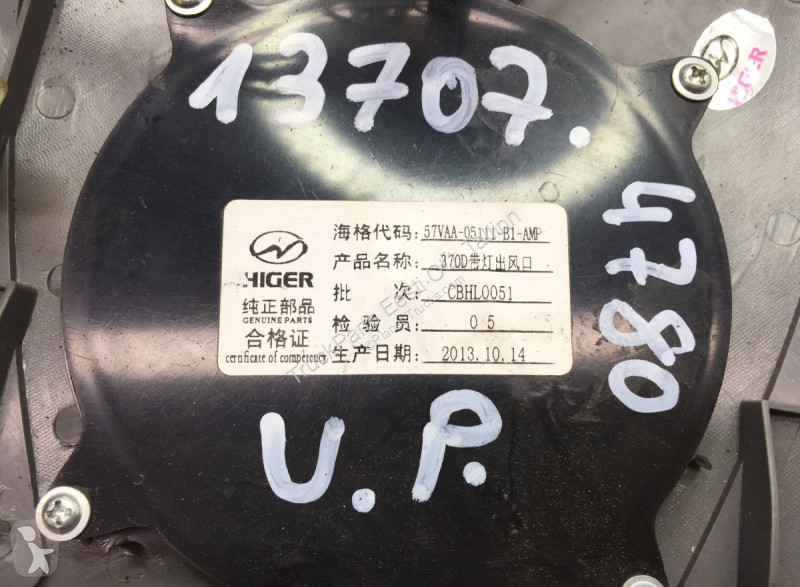 13707.
4780
HIGER
纯正部品
GENUINE PARTS
合格证
certificate of competency
海格代码: 57VAA-05111-B1-AMP
产品名称: 370D带灯出风口
批 次: CBHL0051
检 验 员: 0 5
生产日期: 2013.10.14
U.P.